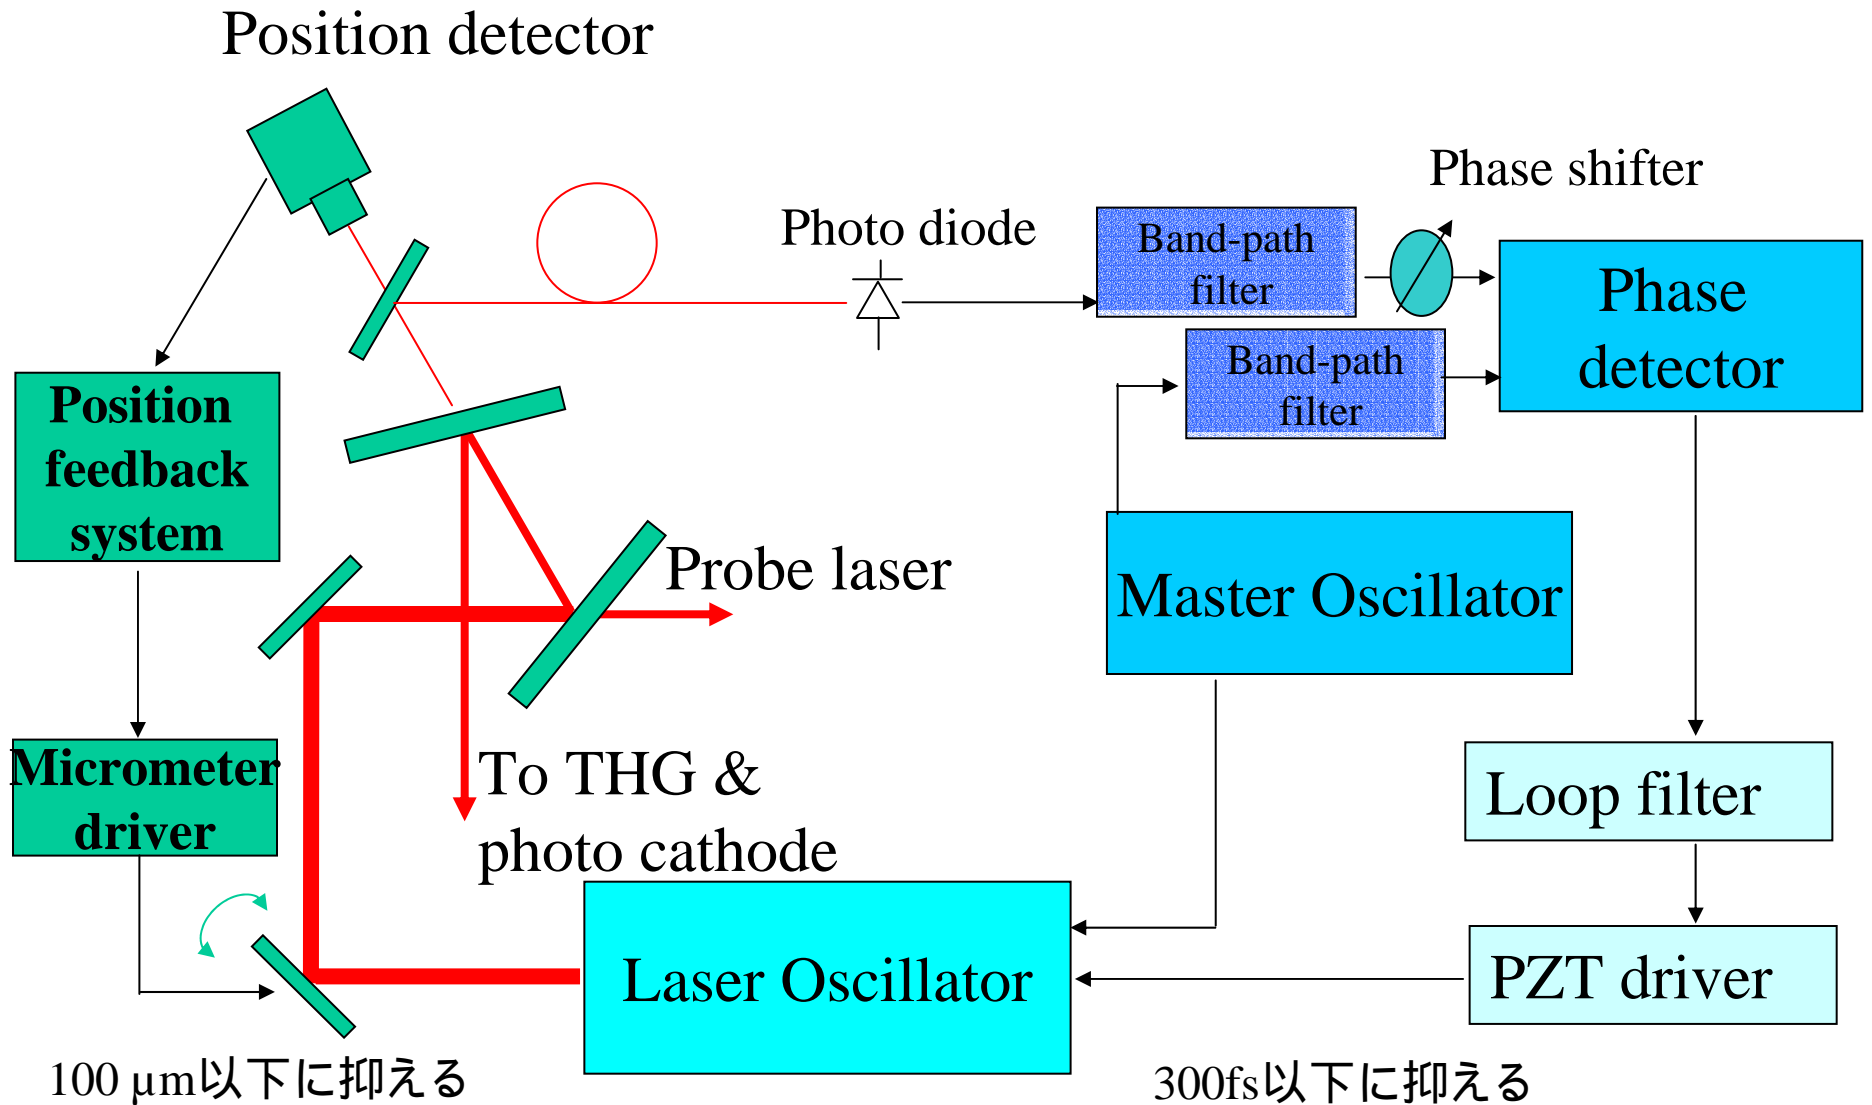 Position detector
Phase shifter
Photo diode
Band-path
filter
Phase
detector
Band-path
filter
Position
feedback
system
Probe laser
Master Oscillator
Micrometer
driver
To THG &
photo cathode
Loop filter
Laser Oscillator
PZT driver
100 µm以下に抑える
300fs以下に抑える